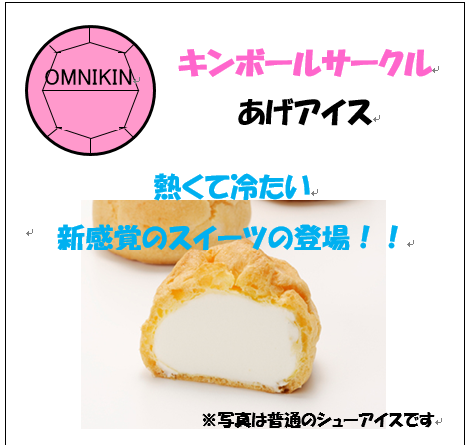 OMNIKIN
キンボールサークル
あげアイス
熱くて冷たい
新感覚のスイーツの登場！！
※写真は普通のシューアイスです